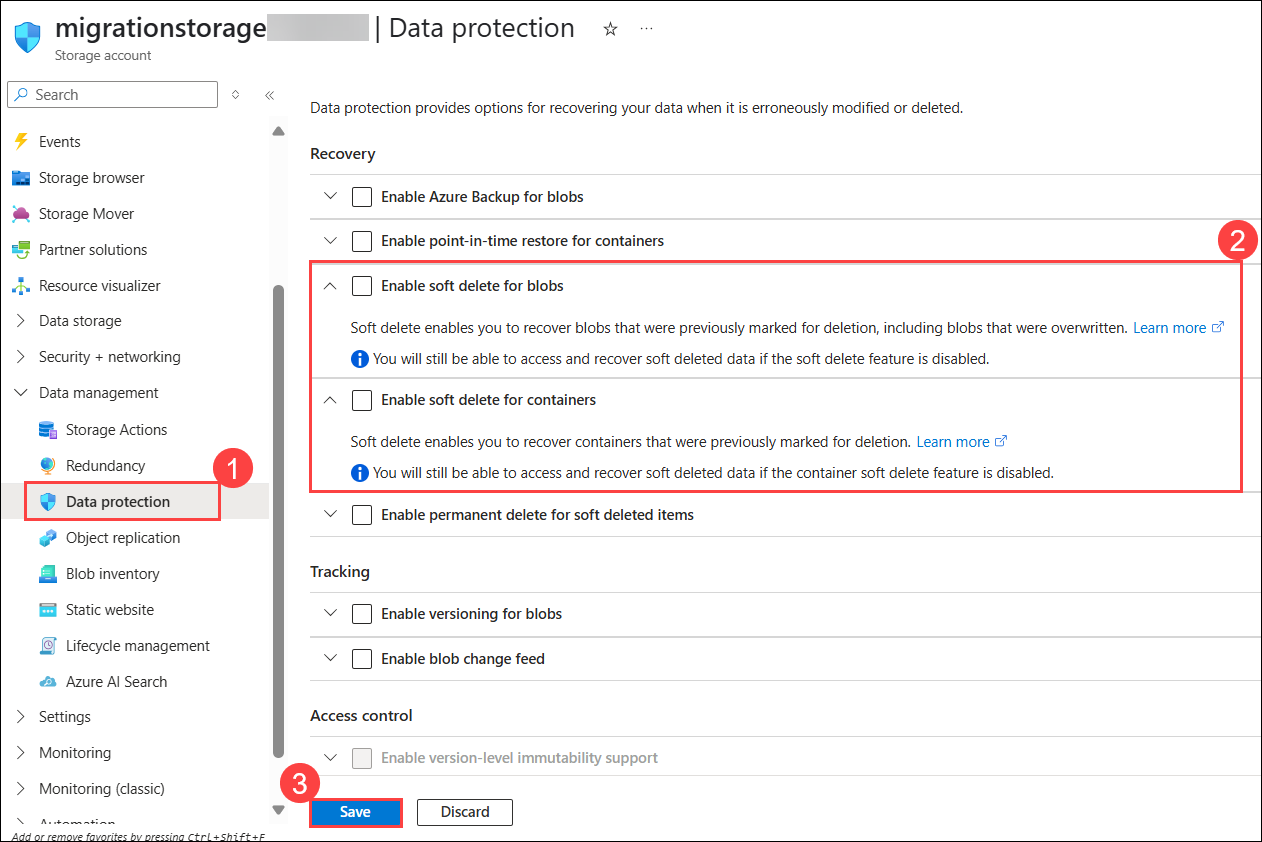 migrationstorage | Data protection ☆ ...
Storage account
Search
Events
Storage browser
Storage Mover
Partner solutions
Resource visualizer
Data storage
Security + networking
Data management
Storage Actions
Redundancy
1
Data protection
Object replication
Blob inventory
Static website
Lifecycle management
Azure AI Search
Settings
Monitoring
Monitoring (classic)
Automation
Add or remove favorites by pressing Ctrl+Shift+F
Data protection provides options for recovering your data when it is erroneously modified or deleted.
Recovery
Enable Azure Backup for blobs
Enable point-in-time restore for containers
2
Enable soft delete for blobs
Soft delete enables you to recover blobs that were previously marked for deletion, including blobs that were overwritten. Learn more
You will still be able to access and recover soft deleted data if the soft delete feature is disabled.
Enable soft delete for containers
Soft delete enables you to recover containers that were previously marked for deletion. Learn more
You will still be able to access and recover soft deleted data if the container soft delete feature is disabled.
Enable permanent delete for soft deleted items
Tracking
Enable versioning for blobs
Enable blob change feed
Access control
Enable version-level immutability support
3
Save Discard